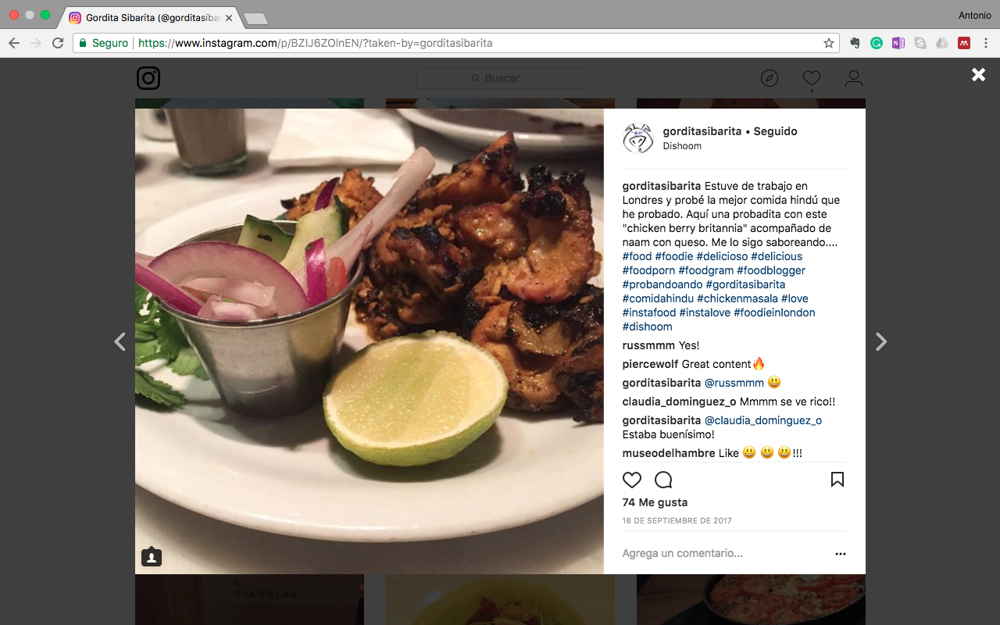 Gordita Sibarita (@gorditasibar
Antonio
Seguro https://www.instagram.com/p/BZIJ6ZOlnEN/?taken-by=gorditasibarita
Buscar
gorditasibarita • Seguido
Dishoom
gorditasibarita Estuve de trabajo en
Londres y probé la mejor comida hindú que
he probado. Aquí una probadita con este
"chicken berry britannia" acompañado de
naam con queso. Me lo sigo saboreando....
#food #foodie #delicioso #delicious
#foodporn #foodgram #foodblogger
#probandoando #gorditasibarita
#comidahindu #chickenmasala #love
#instafood #instalove #foodieinlondon
#dishoom
russmmm Yes!
piercewolf Great content🔥
gorditasibarita @russmmm 😃
claudia_dominguez_o Mmmm se ve rico!!
gorditasibarita @claudia_dominguez_o
Estaba buenísimo!
museodelhambre Like 😃 😃 😃!!!
74 Me gusta
16 DE SEPTIEMBRE DE 2017
Agrega un comentario...
CHANCLAS